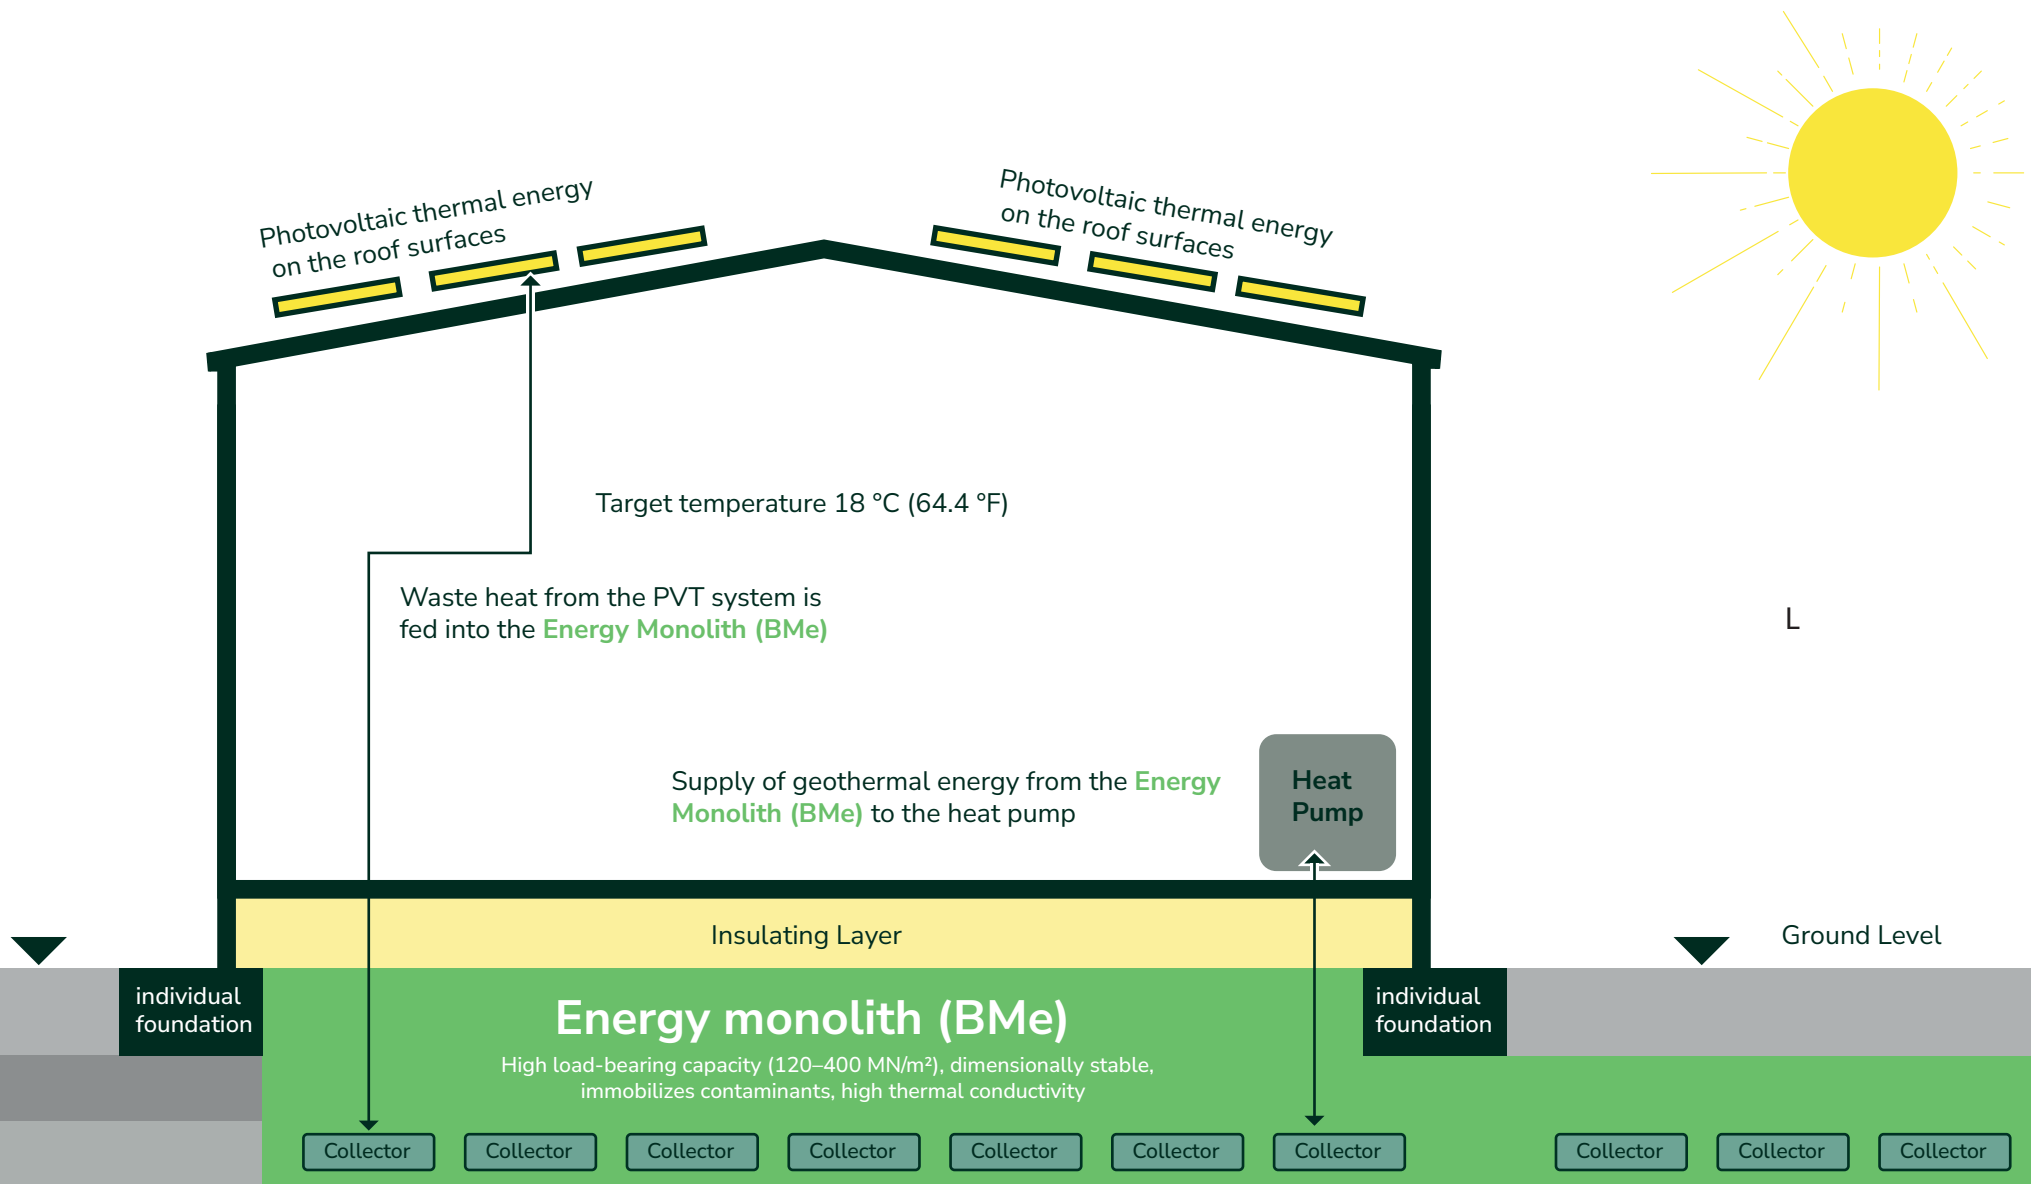 Photovoltaic thermal energy
on the roof surfaces
Photovoltaic thermal energy
on the roof surfaces
Target temperature 18 °C (64.4 °F)
Waste heat from the PVT system is
fed into the Energy Monolith (BMe)
L
Supply of geothermal energy from the Energy
Monolith (BMe) to the heat pump
Heat
Pump
Insulating Layer
Ground Level
individual
foundation
Energy monolith (BMe)
High load-bearing capacity (120–400 MN/m²), dimensionally stable,
immobilizes contaminants, high thermal conductivity
individual
foundation
Collector
Collector
Collector
Collector
Collector
Collector
Collector
Collector
Collector
Collector